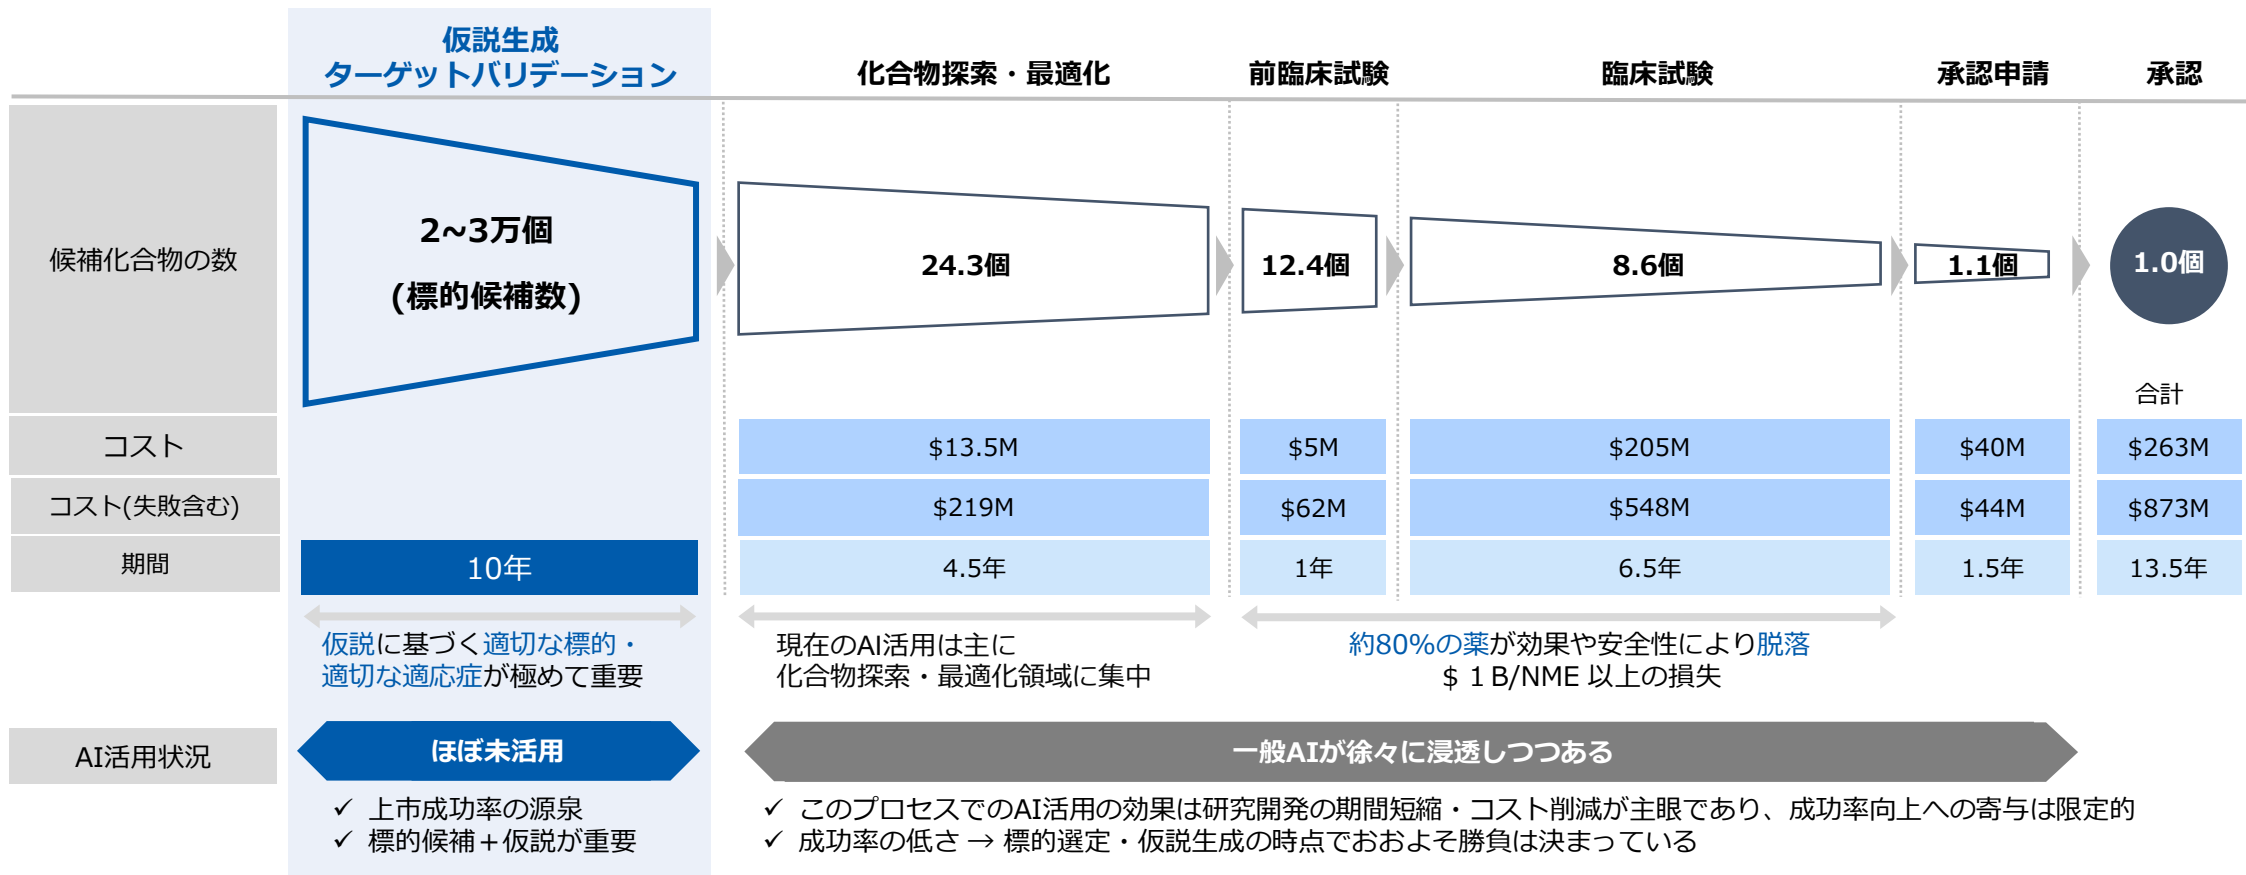 仮説生成
ターゲットバリデーション
化合物探索・最適化
前臨床試験
臨床試験
承認申請
承認
候補化合物の数
2~3万個
(標的候補数)
24.3個
12.4個
8.6個
1.1個
1.0個
合計
コスト
$13.5M
$5M
$205M
$40M
$263M
コスト(失敗含む)
$219M
$62M
$548M
$44M
$873M
期間
10年
4.5年
1年
6.5年
1.5年
13.5年
仮説に基づく適切な標的・
適切な適応症が極めて重要
現在のAI活用は主に
化合物探索・最適化領域に集中
約80%の薬が効果や安全性により脱落
$ 1 B/NME 以上の損失
AI活用状況
ほぼ未活用
一般AIが徐々に浸透しつつある
✓ 上市成功率の源泉
✓ 標的候補＋仮説が重要
✓ このプロセスでのAI活用の効果は研究開発の期間短縮・コスト削減が主眼であり、成功率向上への寄与は限定的
✓ 成功率の低さ → 標的選定・仮説生成の時点でおおよそ勝負は決まっている